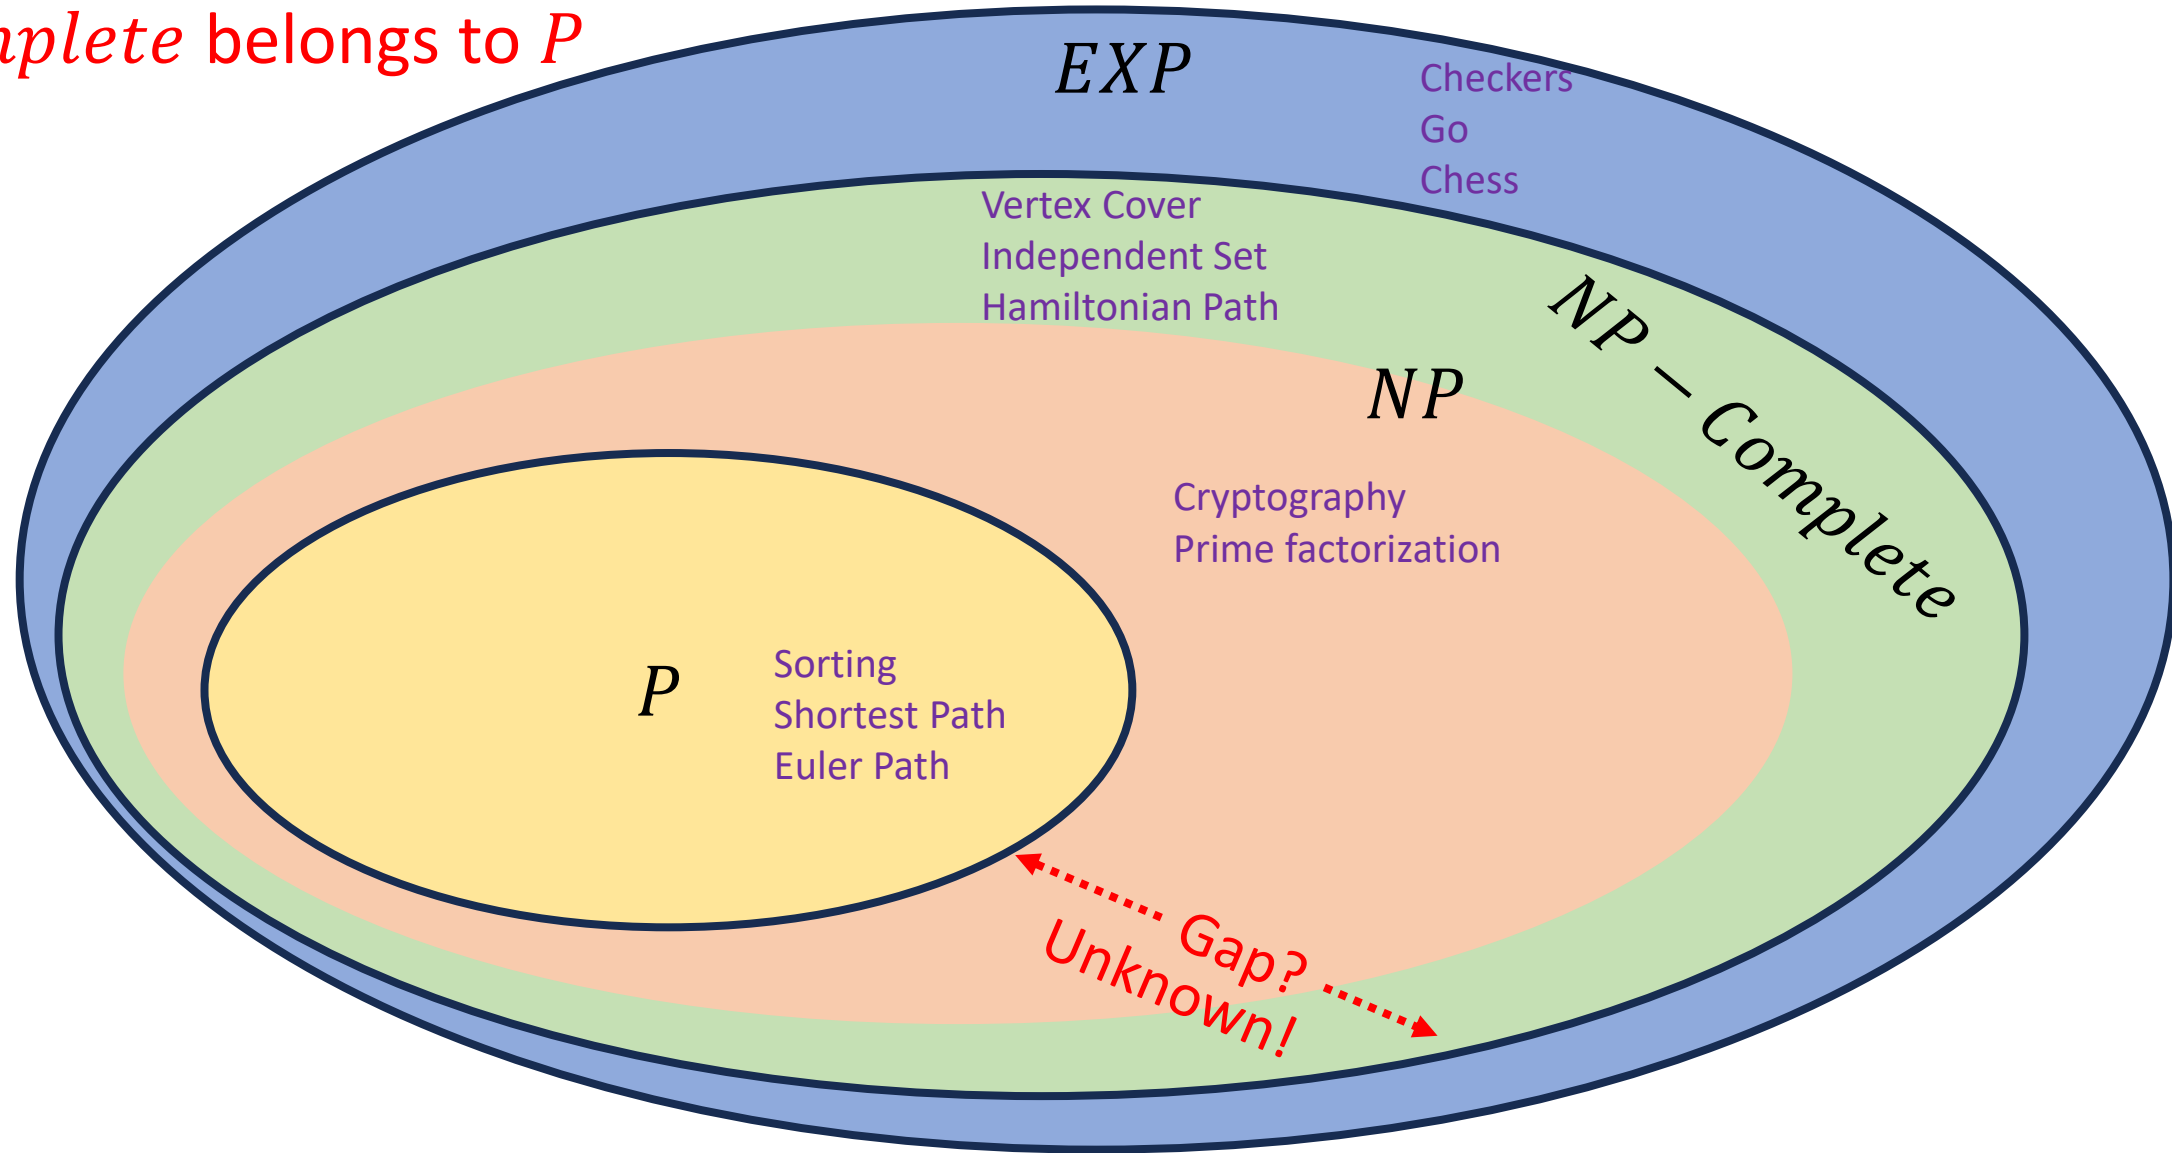 belongs to P
EXP
Checkers
Go
Chess
Vertex Cover
Independent Set
Hamiltonian Path
NP – Complete
NP
Cryptography
Prime factorization
P
Sorting
Shortest Path
Euler Path
Gap?
Unknown!